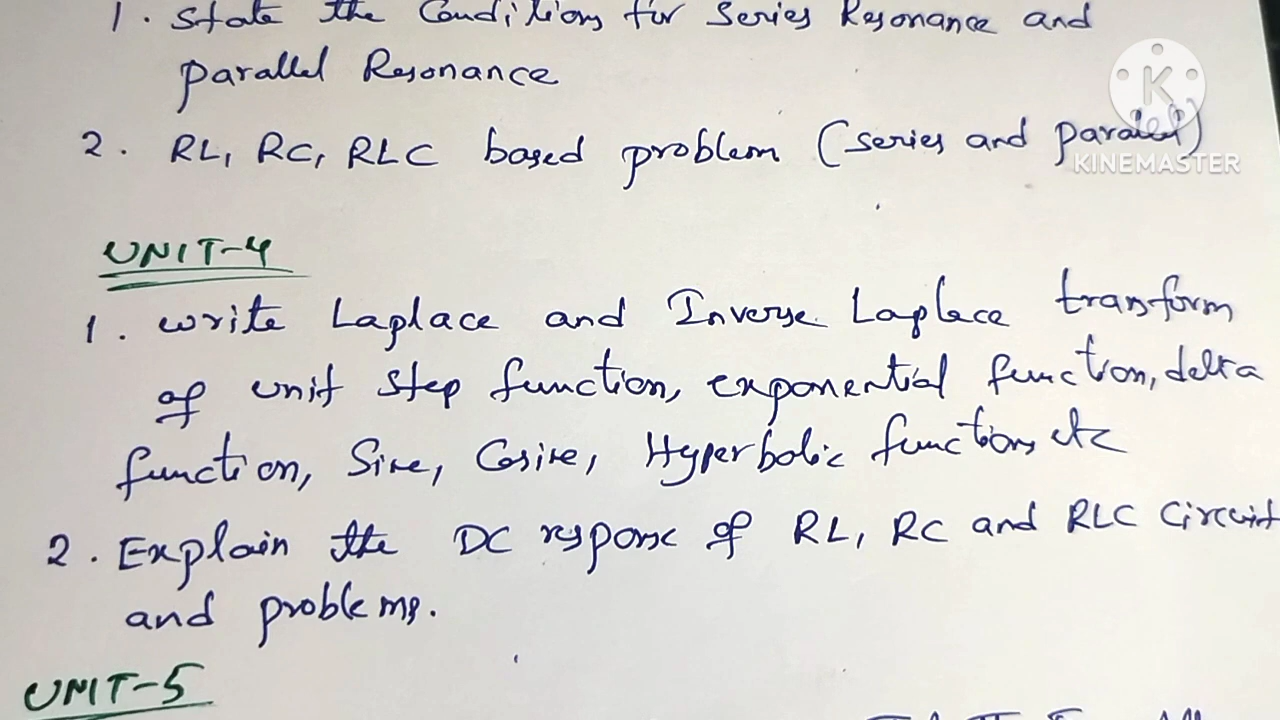 1. State the Conditions for Series Resonance and
parallel Resonance
2. RL, RC, RLC based problem (series and parallel)
KINEMASTER
UNIT-4
1. write Laplace and Inverse Laplace transform
of unit step function, exponential function, delta
function, Sine, Cosine, Hyperbolic function, etc
2. Explain the DC response of RL, RC and RLC Circuit
and problems.
UNIT-5